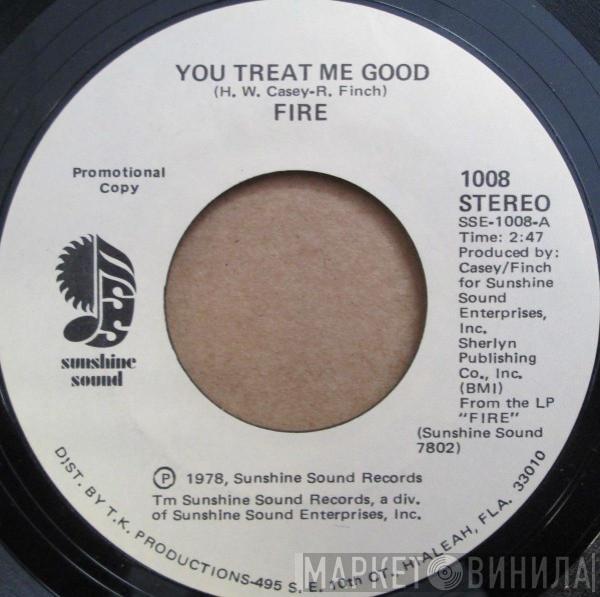 YOU TREAT ME GOOD
(H. W. Casey-R. Finch)
FIRE
Promotional
Copy
sunshine
sound
1008
STEREO
SSE-1008-A
Time: 2:47
Produced by:
Casey/Finch
for Sunshine
Sound
Enterprises,
Inc.
Sherlyn
Publishing
Co., Inc.
(BMI)
From the LP
"FIRE"
(Sunshine Sound
7802)
Ⓟ 1978, Sunshine Sound Records
Tm Sunshine Sound Records, a div.
of Sunshine Sound Enterprises, Inc.
DIST. BY T.K. PRODUCTIONS-495 S. E. 10th CT., HIALEAH, FLA. 33010
МАРКЕТ ВИНИЛА